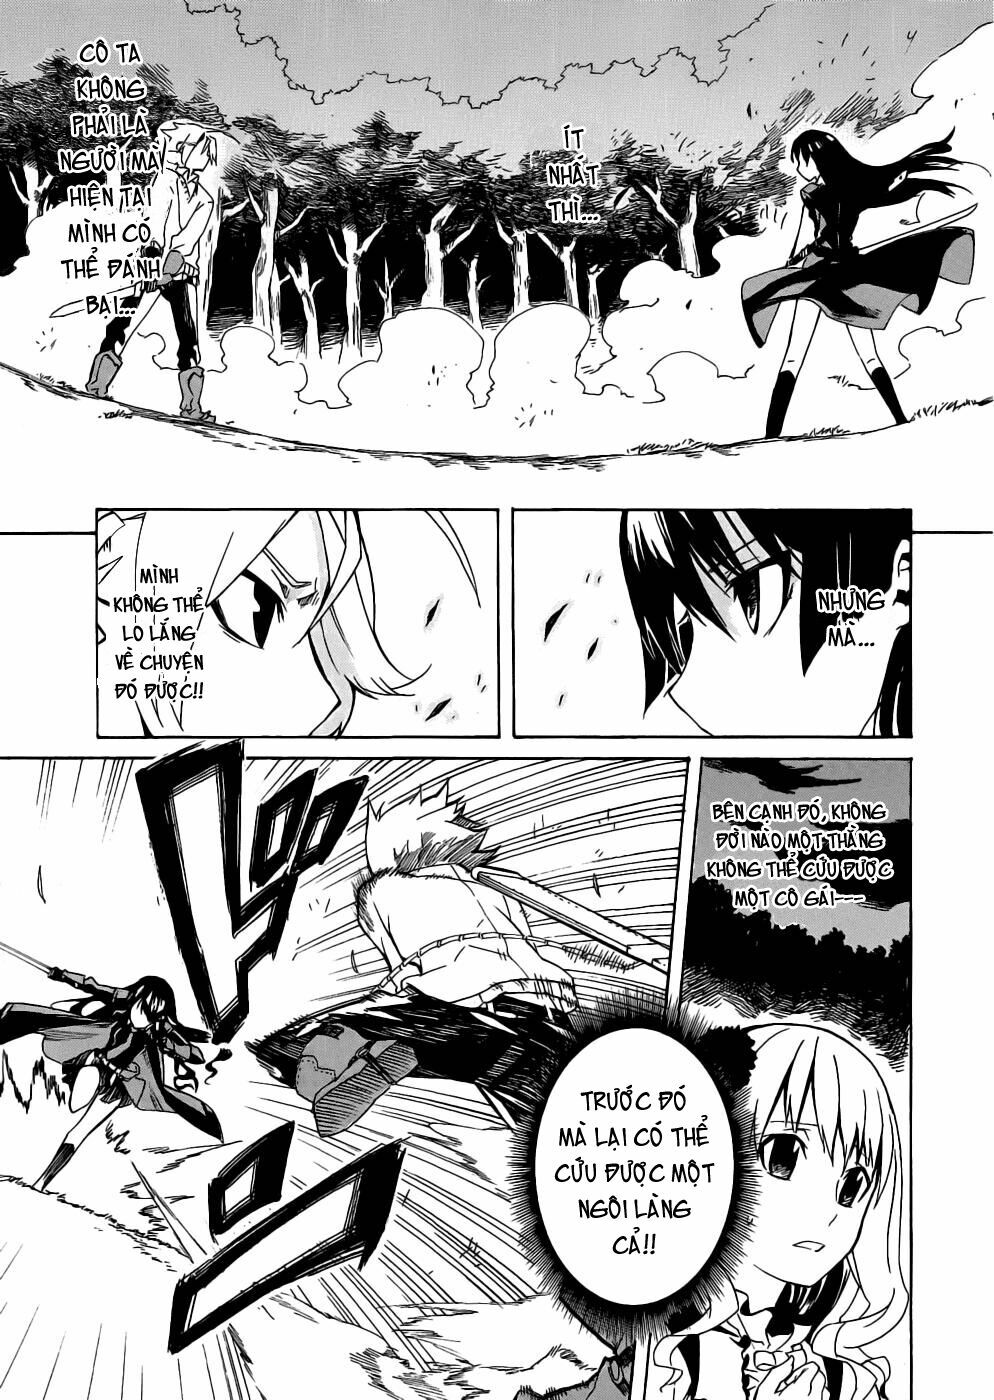 ÍT
NHẤT
THÌ...
CÔ TA
KHÔNG
PHẢI LÀ
NGƯỜI MÀ
HIỆN TẠI
MÌNH CÓ
THỂ ĐÁNH
BẠI...
NHƯNG
MÀ...
MÌNH
KHÔNG THỂ
LO LẮNG
VỀ CHUYỆN
ĐÓ ĐƯỢC!!
BÊN CẠNH ĐÓ, KHÔNG
ĐỜI NÀO MỘT THẰNG
KHÔNG THỂ CỨU ĐƯỢC
MỘT CÔ GÁI---
ドン
TRƯỚC ĐÓ
MÀ LẠI CÓ THỂ
CỨU ĐƯỢC MỘT
NGÔI LÀNG
CẢ!!